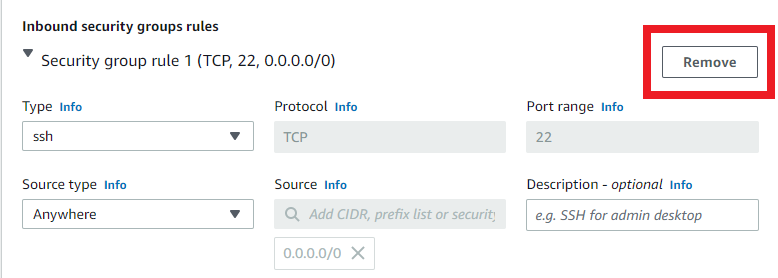 Inbound security groups rules
Security group rule 1 (TCP, 22, 0.0.0.0/0)
Remove
Type Info
Protocol Info
Port range Info
ssh
TCP
22
Source type Info
Source Info
Description - optional Info
Anywhere
Add CIDR, prefix list or security
e.g. SSH for admin desktop
0.0.0.0/0